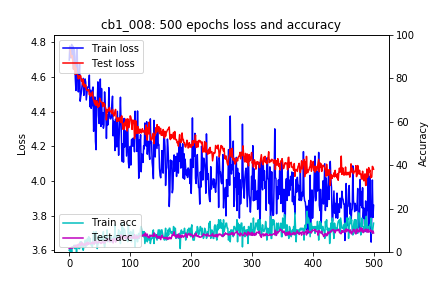 cb1_008: 500 epochs loss and accuracy
Train loss
Test loss
Train acc
Test acc
Loss
Accuracy
4.8
4.6
4.4
4.2
4.0
3.8
3.6
100
80
60
40
20
0
0 100 200 300 400 500